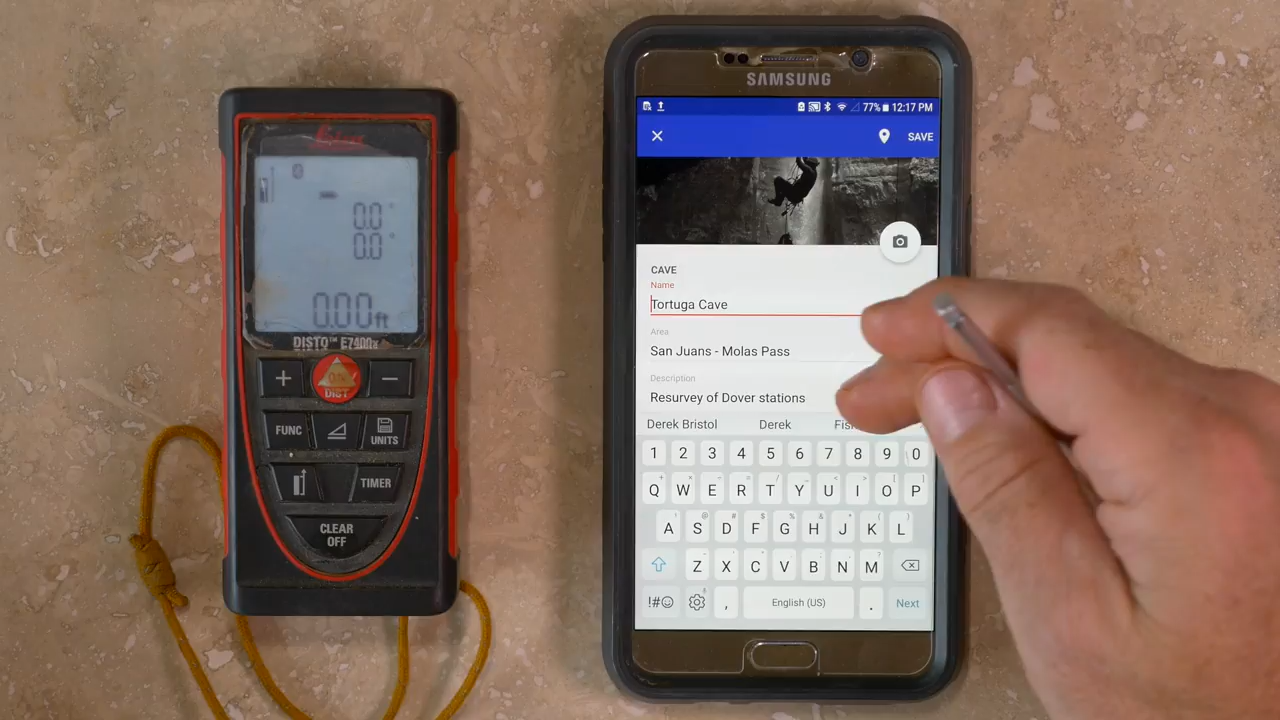 Leica
0.0°
0.0°
0.00ft
DISTO™ E7400x
+
DIST
−
FUNC
UNITS
TIMER
CLEAR
OFF
SAMSUNG
77% 12:17 PM
SAVE
CAVE
Name
Tortuga Cave
Area
San Juans - Molas Pass
Description
Resurvey of Dover stations
Derek Bristol Derek
1 2 3 4 5 6 7 8 9 0
Q W E R T Y U I O P
A S D F G H J K L
Z X C V B N M
!#☺ , English (US) . Next